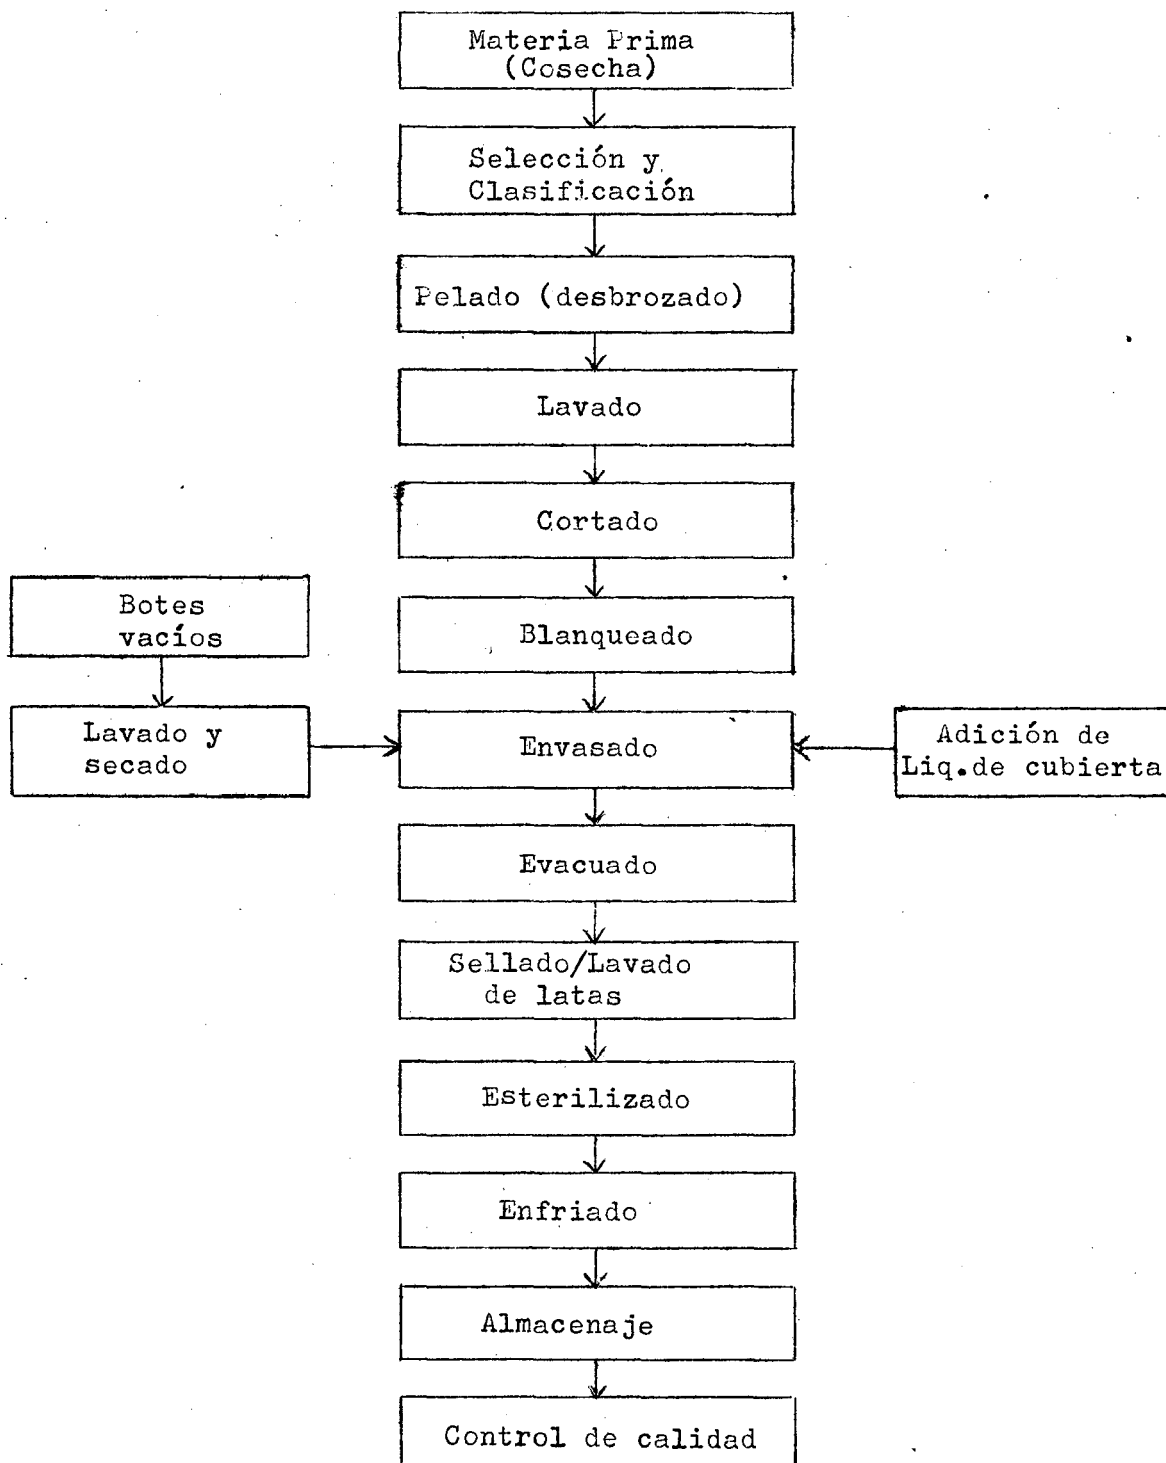 Materia Prima
(Cosecha)
Selección y
Clasificación
Pelado (desbrozado)
Lavado
Cortado
Botes
vacíos
Blanqueado
Lavado y
secado
Envasado
Adición de
Liq.de cubierta
Evacuado
Sellado/Lavado
de latas
Esterilizado
Enfriado
Almacenaje
Control de calidad